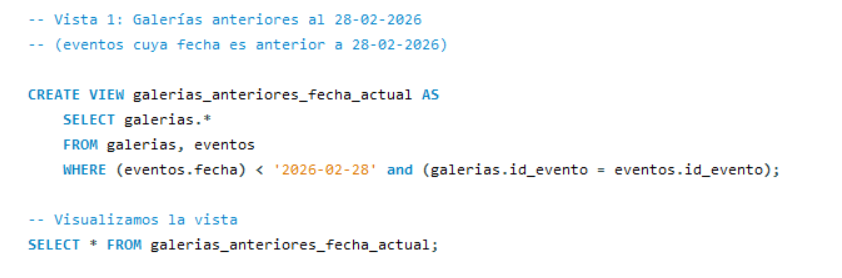 -- Vista 1: Galerías anteriores al 28-02-2026
-- (eventos cuya fecha es anterior a 28-02-2026)
CREATE VIEW galerias_anteriores_fecha_actual AS
SELECT galerias.*
FROM galerias, eventos
WHERE (eventos.fecha) < '2026-02-28' and (galerias.id_evento = eventos.id_evento);
-- Visualizamos la vista
SELECT * FROM galerias_anteriores_fecha_actual;